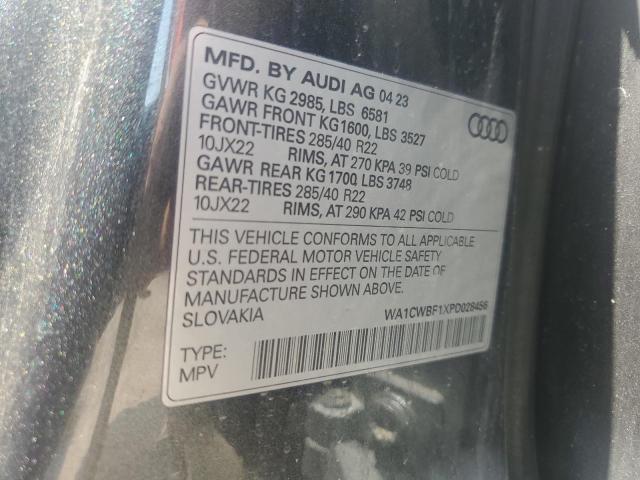 MFD. BY AUDI AG 04 23
GVWR KG 2985, LBS 6581
GAWR FRONT KG1600, LBS 3527
FRONT-TIRES 285/40 R22
10JX22 RIMS, AT 270 KPA 39 PSI COLD
GAWR REAR KG1700, LBS 3748
REAR-TIRES 285/40 R22
10JX22 RIMS, AT 290 KPA 42 PSI COLD
THIS VEHICLE CONFORMS TO ALL APPLICABLE
U.S. FEDERAL MOTOR VEHICLE SAFETY
STANDARDS IN EFFECT ON THE DATE OF
MANUFACTURE SHOWN ABOVE.
SLOVAKIA WA1CWBF1XPD028456
TYPE:
MPV